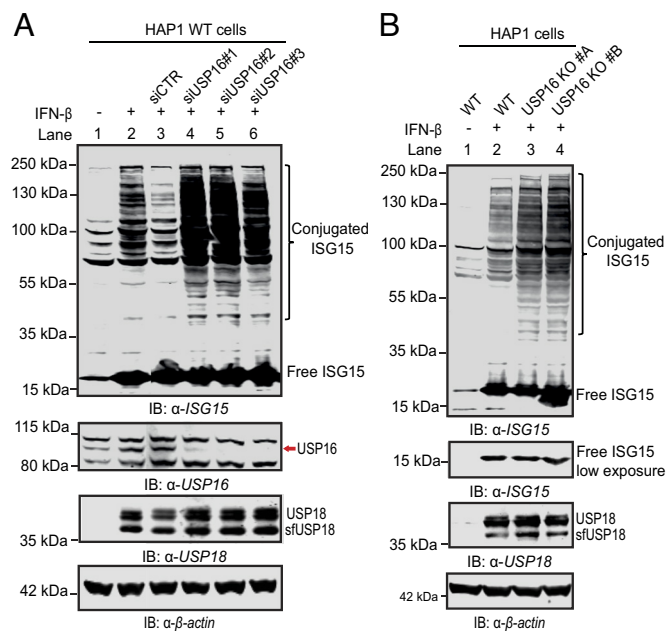 A
HAP1 WT cells
siCTR
siUSP16#1
siUSP16#2
siUSP16#3
IFN-β - + + + + +
Lane 1 2 3 4 5 6
250 kDa
130 kDa
100 kDa
55 kDa
35 kDa
15 kDa
Conjugated
ISG15
Free ISG15
IB: α-ISG15
115 kDa
80 kDa
USP16
IB: α-USP16
USP18
sfUSP18
35 kDa
IB: α-USP18
42 kDa
IB: α-β-actin
B
HAP1 cells
WT
WT
USP16 KO #A
USP16 KO #B
IFN-β - + + +
Lane 1 2 3 4
250 kDa
130 kDa
100 kDa
55 kDa
35 kDa
15 kDa
Conjugated
ISG15
Free ISG15
IB: α-ISG15
15 kDa
Free ISG15
low exposure
IB: α-ISG15
USP18
sfUSP18
35 kDa
IB: α-USP18
42 kDa
IB: α-β-actin